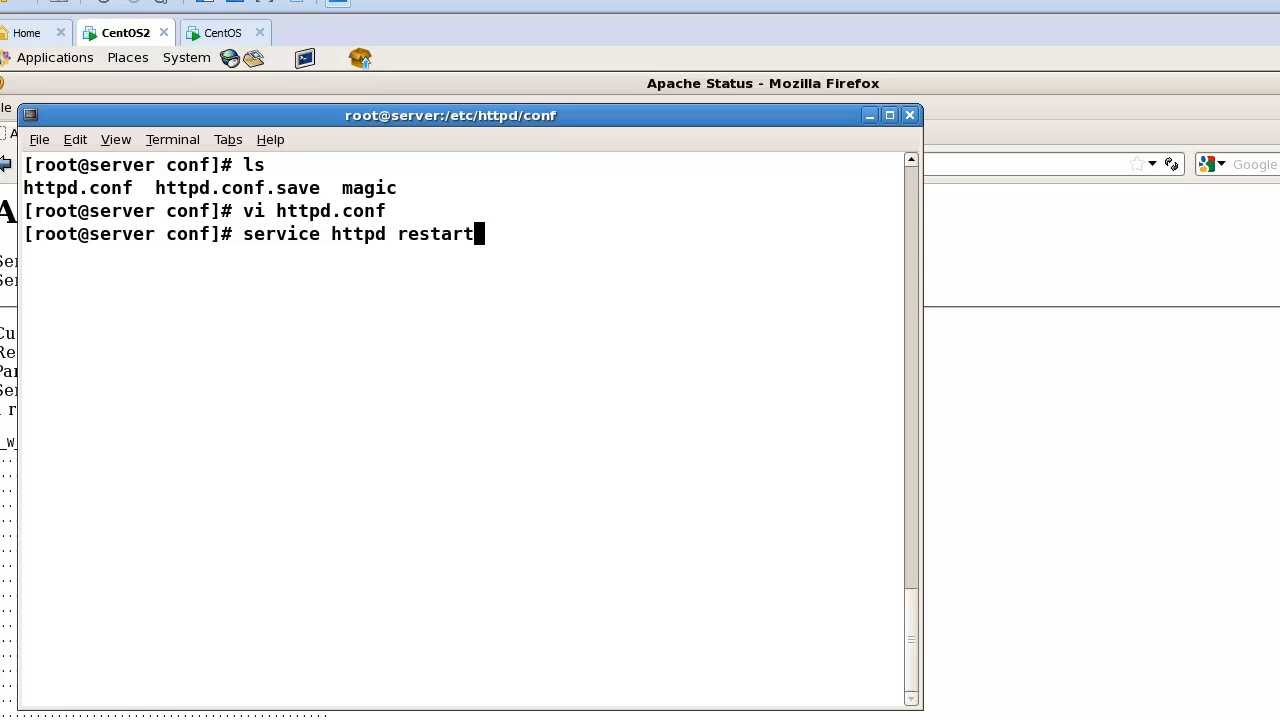 Home
CentOS2
CentOS
Applications Places System
Apache Status - Mozilla Firefox
root@server:/etc/httpd/conf
File Edit View Terminal Tabs Help
[root@server conf]# ls
httpd.conf httpd.conf.save magic
[root@server conf]# vi httpd.conf
[root@server conf]# service httpd restart
Google